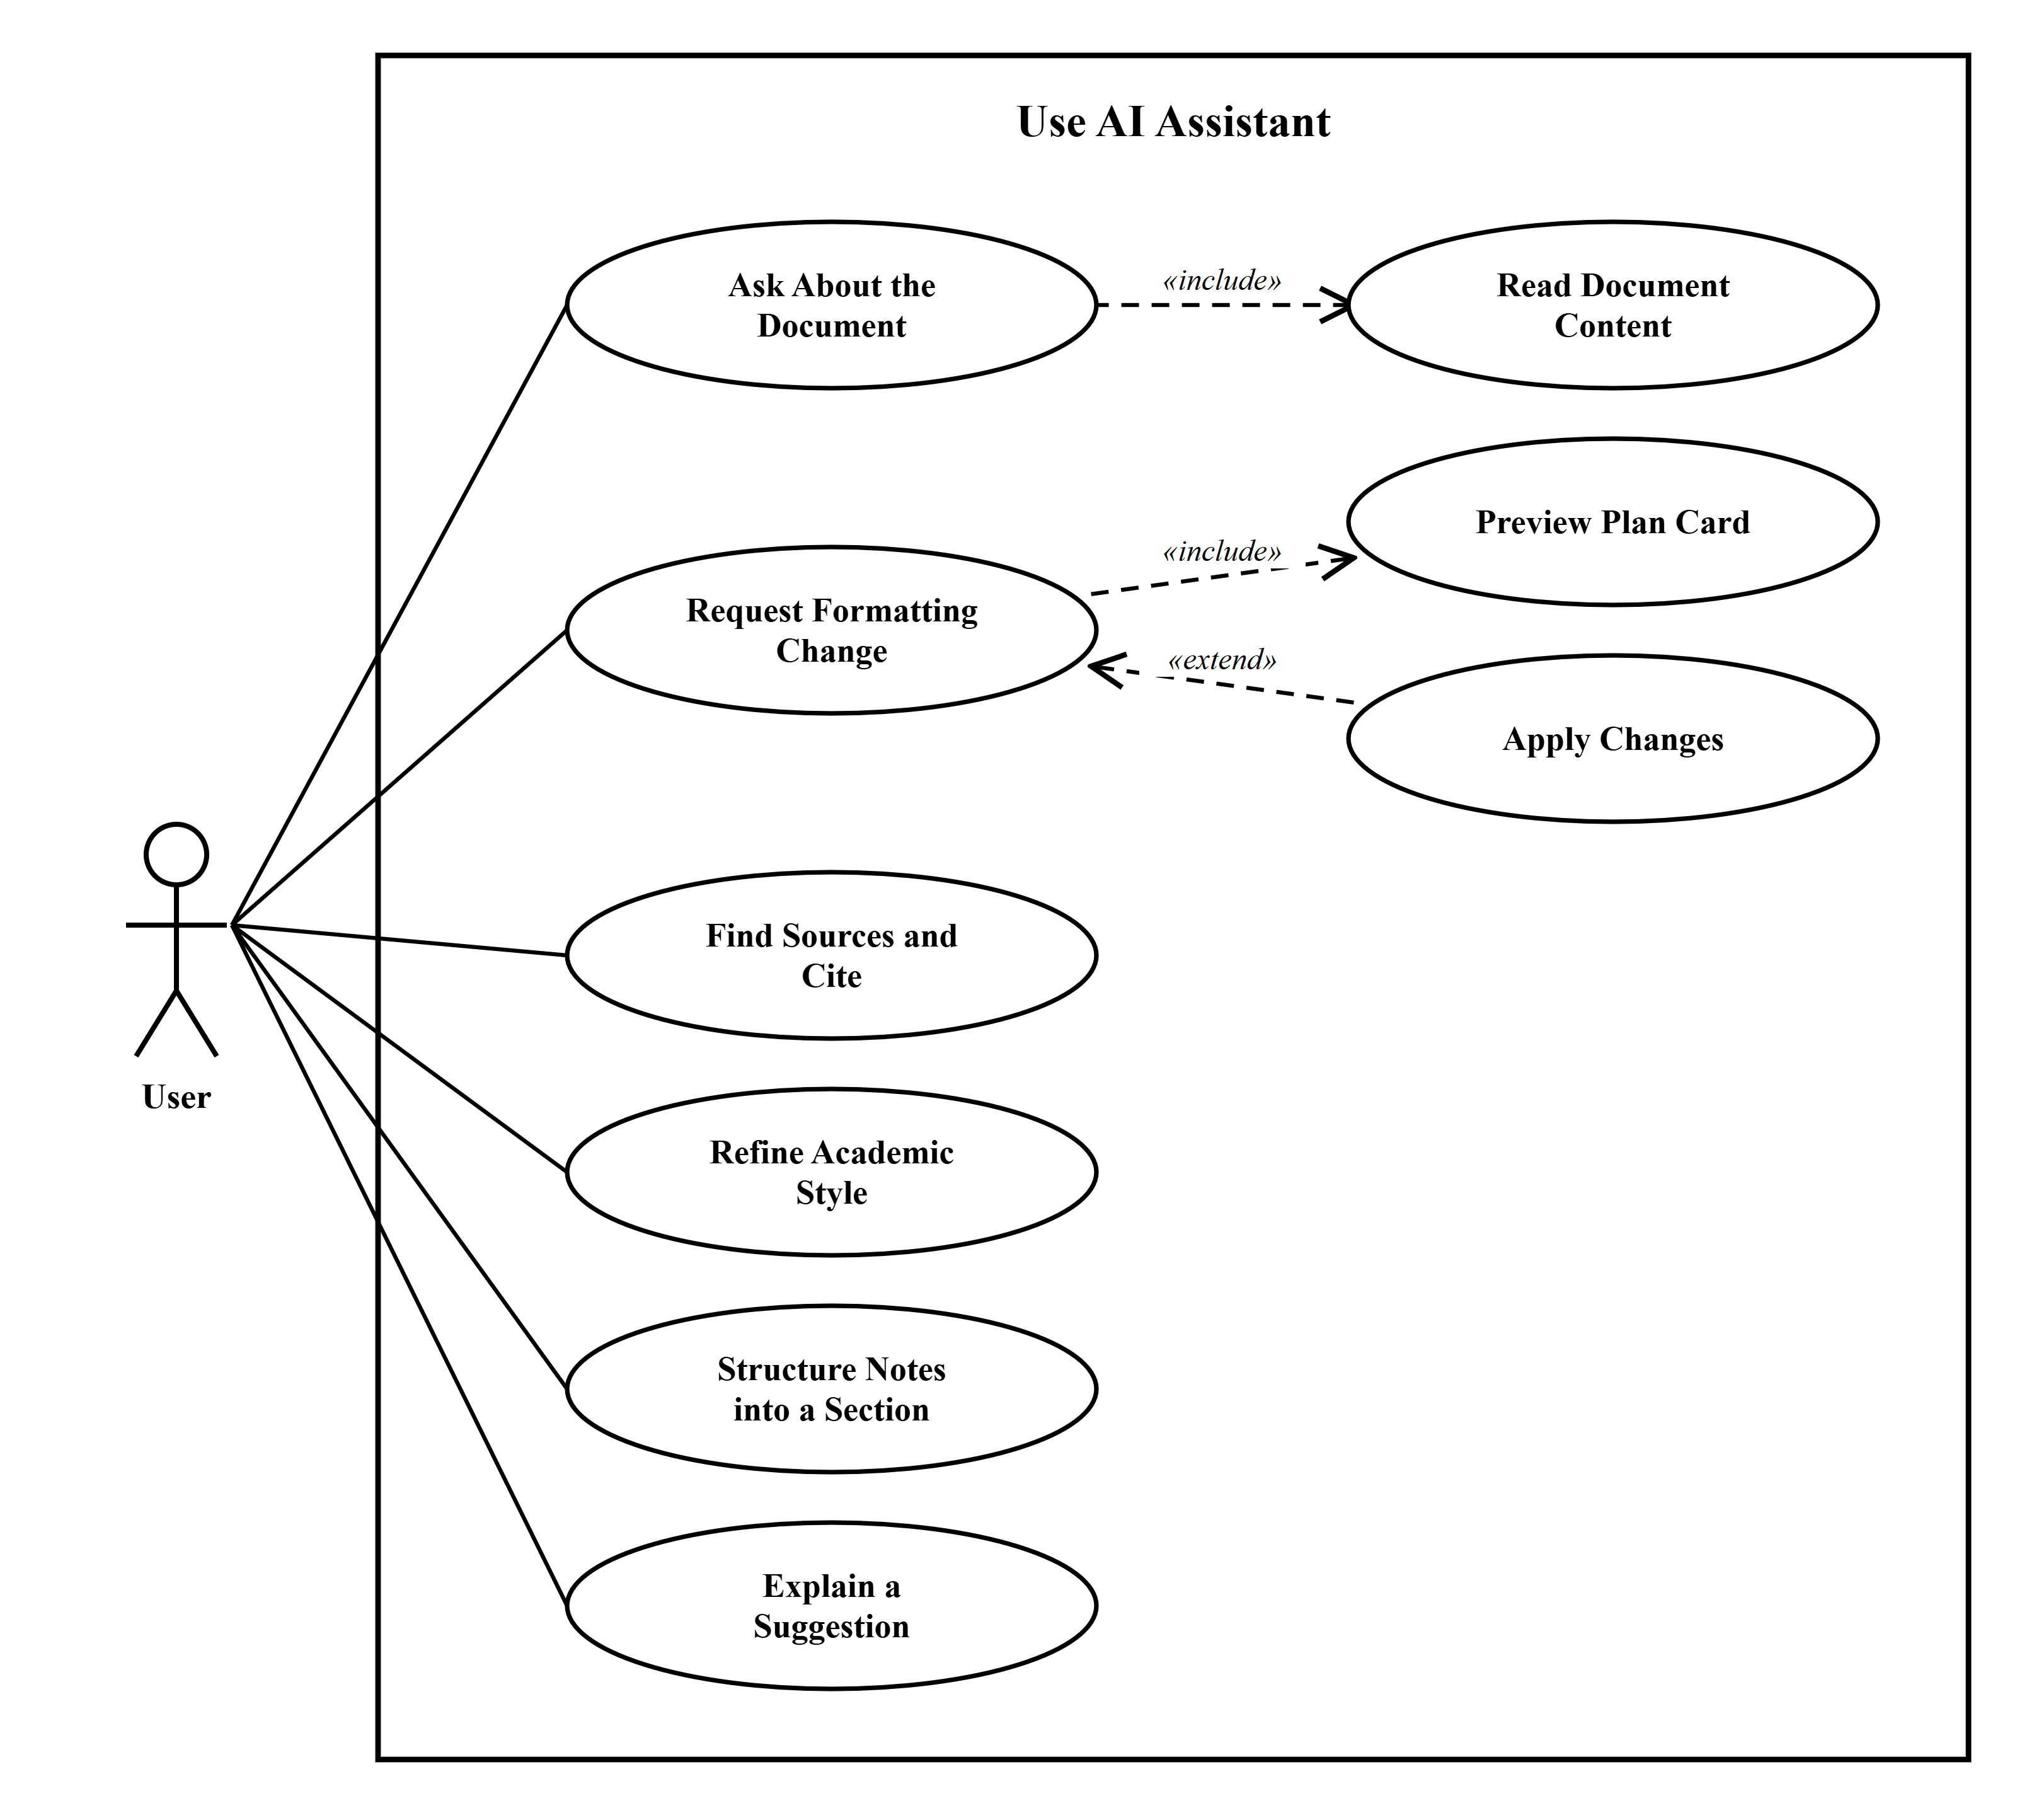 Use AI Assistant
Ask About the
Document
«include»
Read Document
Content
Preview Plan Card
«include»
Request Formatting
Change
«extend»
Apply Changes
Find Sources and
Cite
User
Refine Academic
Style
Structure Notes
into a Section
Explain a
Suggestion